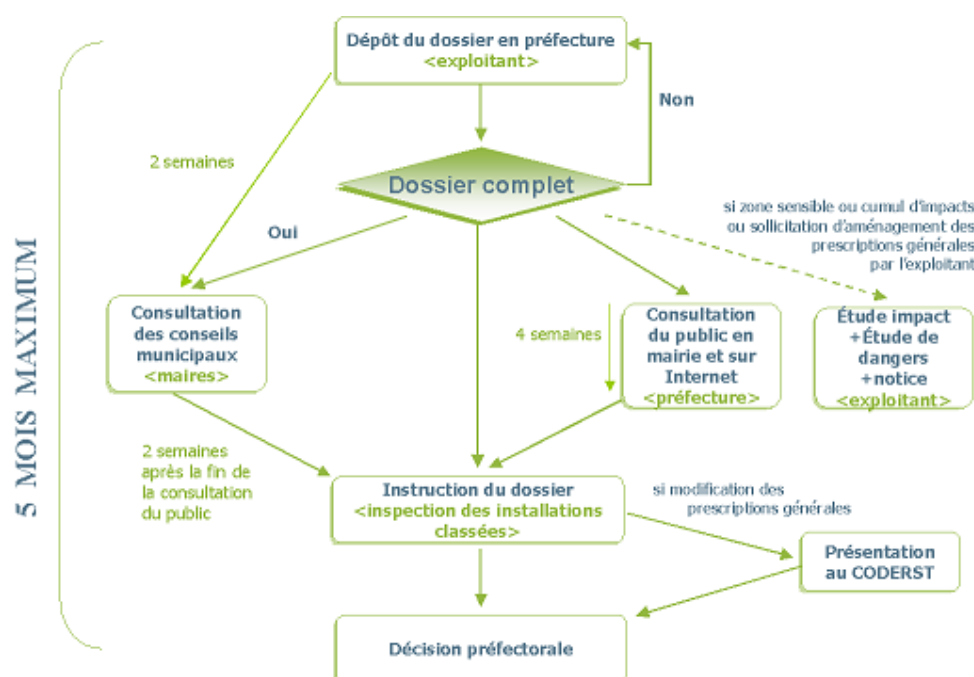 Dépôt du dossier en préfecture
<exploitant>
Non
2 semaines
Dossier complet
si zone sensible ou cumul d'impacts
ou sollicitation d'aménagement des
prescriptions générales
par l'exploitant
Oui
5 MOIS MAXIMUM
Consultation
des conseils
municipaux
<maires>
4 semaines
Consultation
du public en
mairie et sur
Internet
<préfecture>
Étude impact
+Étude de
dangers
+notice
<exploitant>
2 semaines
après la fin de
la consultation
du public
Instruction du dossier
<inspection des installations
classées>
si modification des
prescriptions générales
Présentation
au CODERST
Décision préfectorale